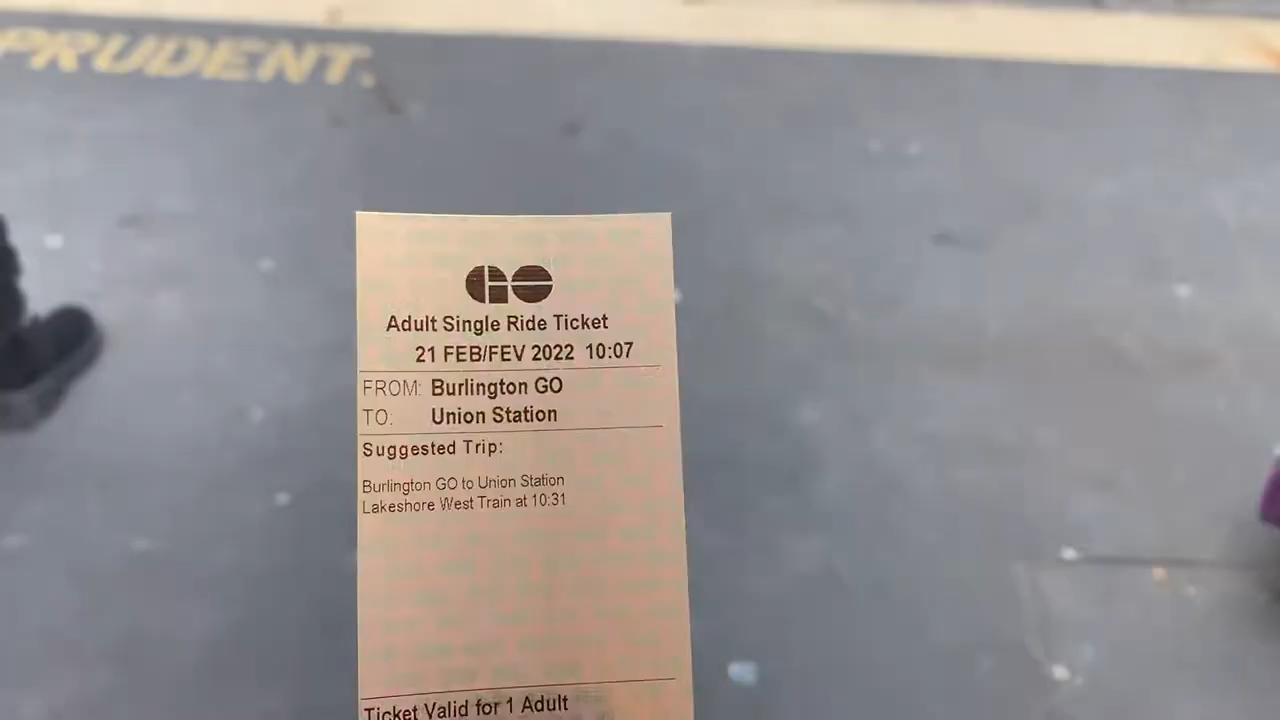 PRUDENT.
GO
Adult Single Ride Ticket
21 FEB/FEV 2022 10:07
FROM: Burlington GO
TO: Union Station
Suggested Trip:
Burlington GO to Union Station
Lakeshore West Train at 10:31
Ticket Valid for 1 Adult